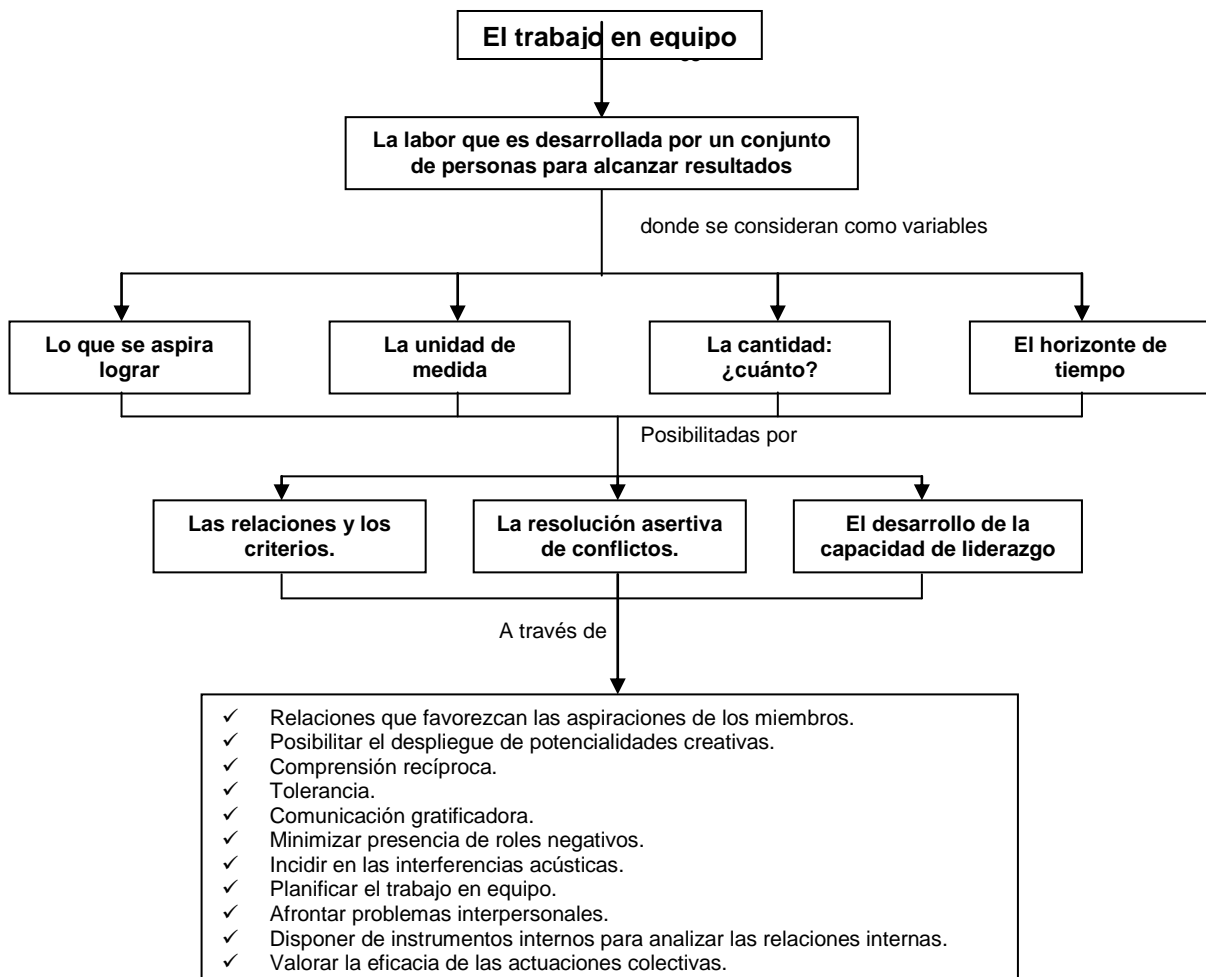 El trabajo en equipo
La labor que es desarrollada por un conjunto
de personas para alcanzar resultados
donde se consideran como variables
Lo que se aspira
lograr
La unidad de
medida
La cantidad:
¿cuánto?
El horizonte de
tiempo
Posibilitadas por
Las relaciones y los
criterios.
La resolución asertiva
de conflictos.
El desarrollo de la
capacidad de liderazgo
A través de
✓ Relaciones que favorezcan las aspiraciones de los miembros.
✓ Posibilitar el despliegue de potencialidades creativas.
✓ Comprensión recíproca.
✓ Tolerancia.
✓ Comunicación gratificadora.
✓ Minimizar presencia de roles negativos.
✓ Incidir en las interferencias acústicas.
✓ Planificar el trabajo en equipo.
✓ Afrontar problemas interpersonales.
✓ Disponer de instrumentos internos para analizar las relaciones internas.
✓ Valorar la eficacia de las actuaciones colectivas.